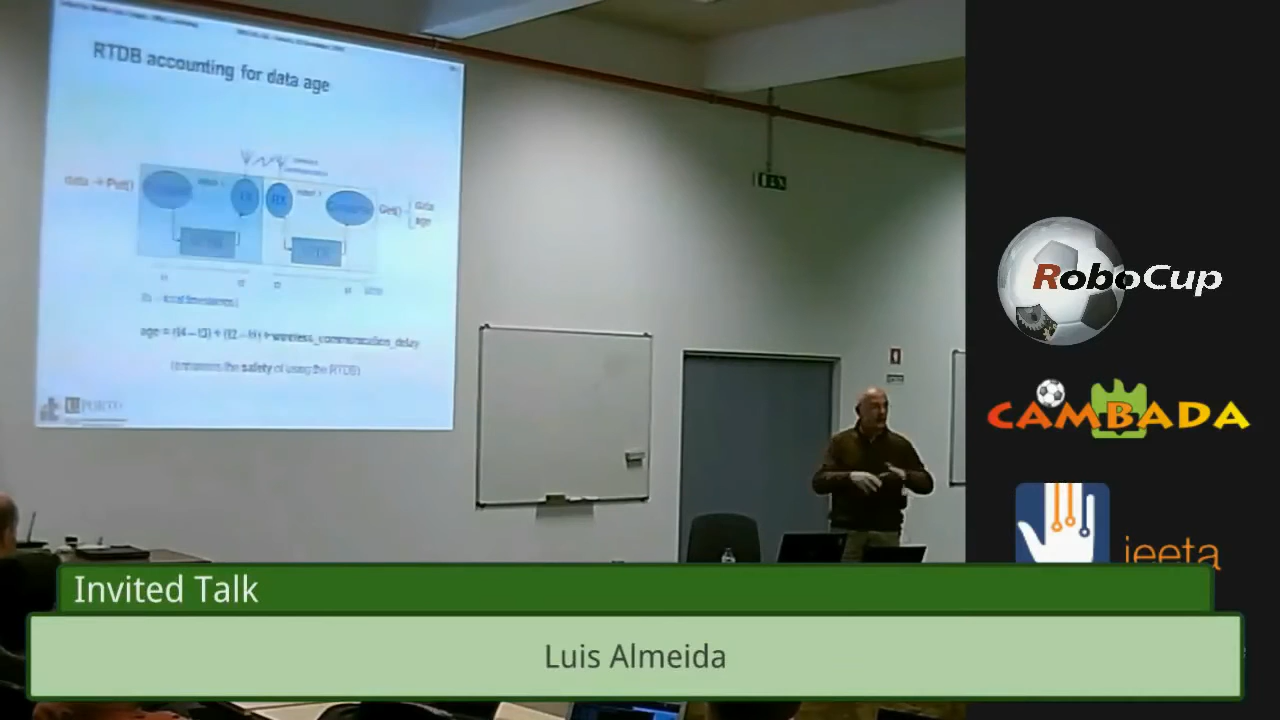 RTDB accounting for data age
data → Put()
Get()
data
age
age = (t4 – t3) + (t2 – t1) + wireless_communication_delay
(enhances the safety of using the RTDB)
U.PORTO
RoboCup
CAMBADA
ieeta
Invited Talk
Luis Almeida